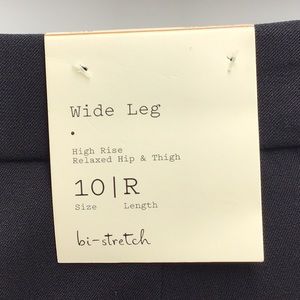 Wide Leg
High Rise
Relaxed Hip & Thigh
10|R
Size Length
bi-stretch